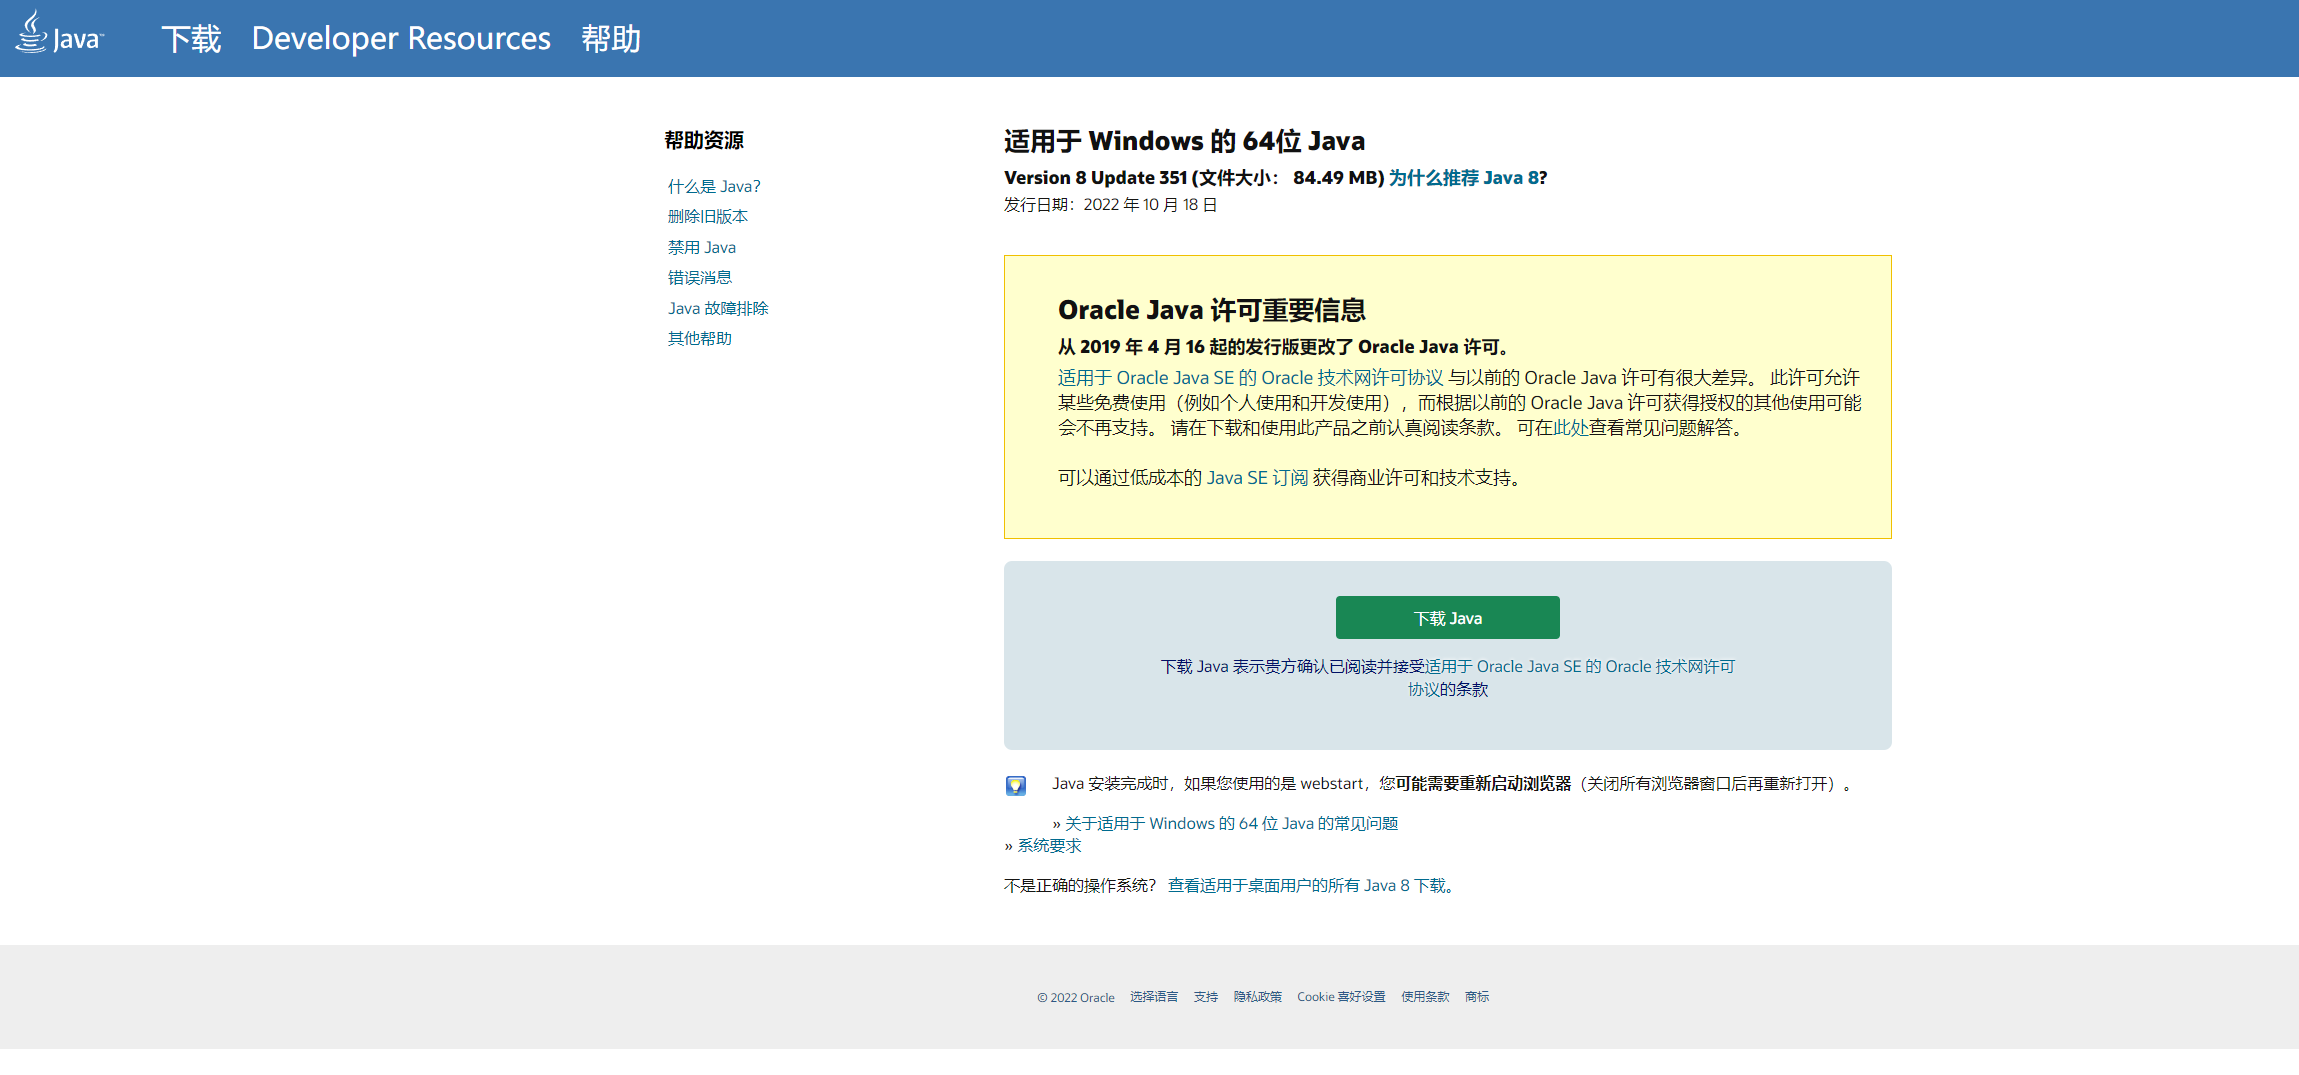 Java™ 下载 Developer Resources 帮助
帮助资源
什么是 Java?
删除旧版本
禁用 Java
错误消息
Java 故障排除
其他帮助
适用于 Windows 的 64位 Java
Version 8 Update 351 (文件大小： 84.49 MB) 为什么推荐 Java 8?
发行日期：2022 年 10 月 18 日
Oracle Java 许可重要信息
从 2019 年 4 月 16 起的发行版更改了 Oracle Java 许可。
适用于 Oracle Java SE 的 Oracle 技术网许可协议 与以前的 Oracle Java 许可有很大差异。 此许可允许
某些免费使用（例如个人使用和开发使用），而根据以前的 Oracle Java 许可获得授权的其他使用可能
会不再支持。 请在下载和使用此产品之前认真阅读条款。 可在此处查看常见问题解答。
可以通过低成本的 Java SE 订阅 获得商业许可和技术支持。
下载 Java
下载 Java 表示贵方确认已阅读并接受适用于 Oracle Java SE 的 Oracle 技术网许可
协议的条款
Java 安装完成时，如果您使用的是 webstart，您可能需要重新启动浏览器（关闭所有浏览器窗口后再重新打开）。
» 关于适用于 Windows 的 64 位 Java 的常见问题
» 系统要求
不是正确的操作系统？ 查看适用于桌面用户的所有 Java 8 下载。
© 2022 Oracle 选择语言 支持 隐私政策 Cookie 喜好设置 使用条款 商标